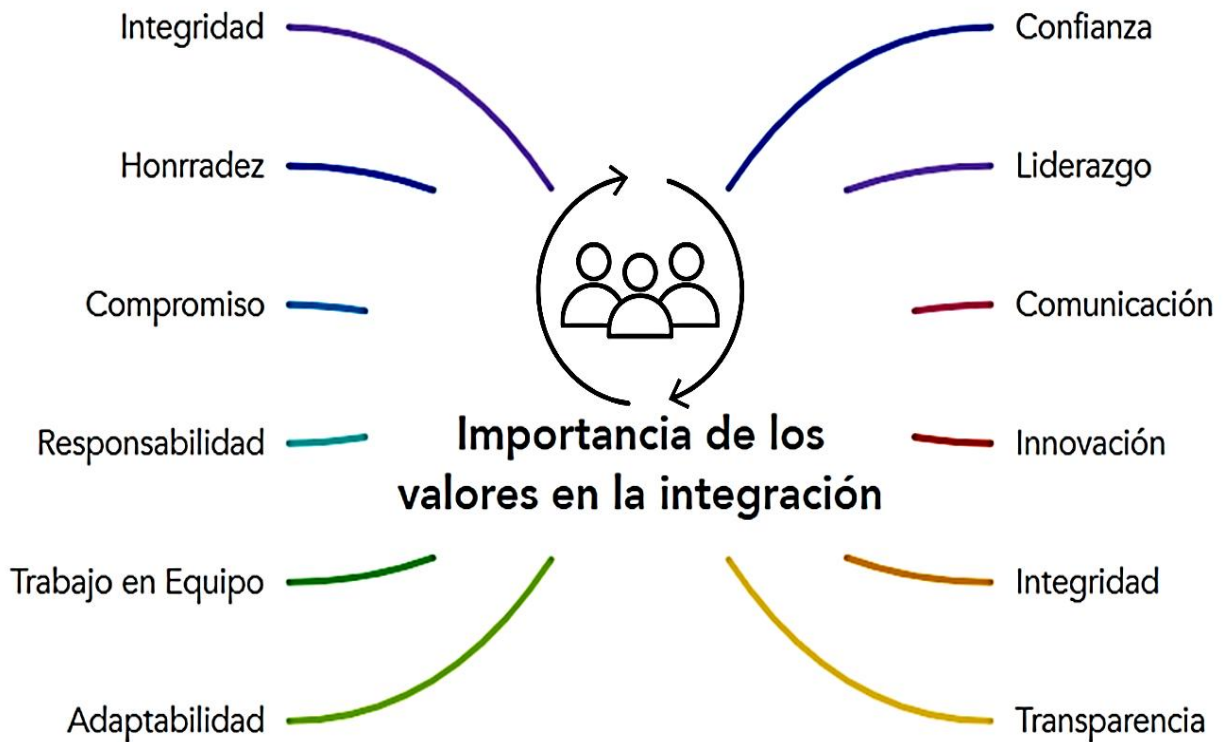 Integridad
Honrradez
Compromiso
Responsabilidad
Trabajo en Equipo
Adaptabilidad
Importancia de los
valores en la integración
Confianza
Liderazgo
Comunicación
Innovación
Integridad
Transparencia